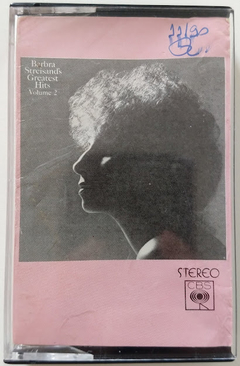 Barbra
Streisand's
Greatest
Hits
Volume 2
STEREO
CBS